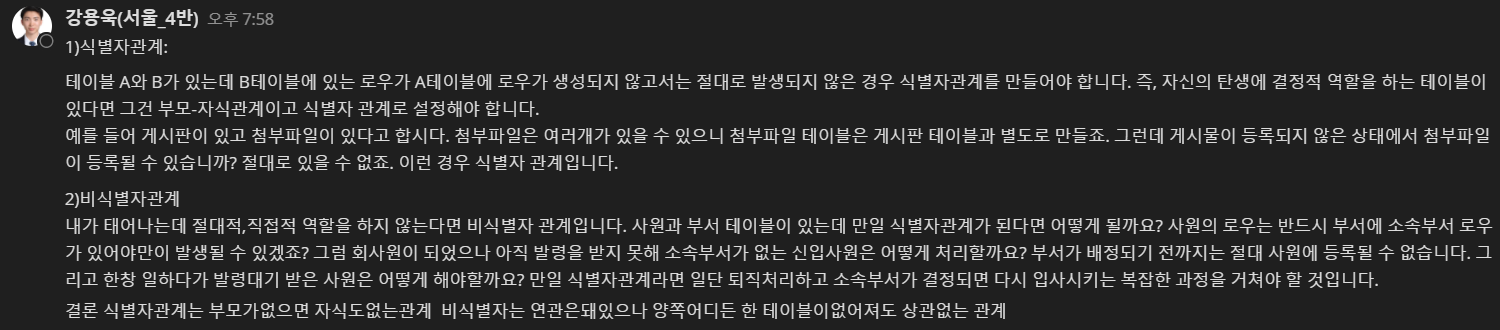 강용욱(서울_4반) 오후 7:58
1)식별자관계:
테이블 A와 B가 있는데 B테이블에 있는 로우가 A테이블에 로우가 생성되지 않고서는 절대로 발생되지 않은 경우 식별자관계를 만들어야 합니다. 즉, 자신의 탄생에 결정적 역할을 하는 테이블이
있다면 그건 부모-자식관계이고 식별자 관계로 설정해야 합니다.
예를 들어 게시판이 있고 첨부파일이 있다고 합시다. 첨부파일은 여러개가 있을 수 있으니 첨부파일 테이블은 게시판 테이블과 별도로 만들죠. 그런데 게시물이 등록되지 않은 상태에서 첨부파일
이 등록될 수 있습니까? 절대로 있을 수 없죠. 이런 경우 식별자 관계입니다.
2)비식별자관계
내가 태어나는데 절대적,직접적 역할을 하지 않는다면 비식별자 관계입니다. 사원과 부서 테이블이 있는데 만일 식별자관계가 된다면 어떻게 될까요? 사원의 로우는 반드시 부서에 소속부서 로우
가 있어야만이 발생될 수 있겠죠? 그럼 회사원이 되었으나 아직 발령을 받지 못해 소속부서가 없는 신입사원은 어떻게 처리할까요? 부서가 배정되기 전까지는 절대 사원에 등록될 수 없습니다. 그
리고 한창 일하다가 발령대기 받은 사원은 어떻게 해야할까요? 만일 식별자관계라면 일단 퇴직처리하고 소속부서가 결정되면 다시 입사시키는 복잡한 과정을 거쳐야 할 것입니다.
결론 식별자관계는 부모가없으면 자식도없는관계 비식별자는 연관은돼있으나 양쪽어디든 한 테이블이없어져도 상관없는 관계